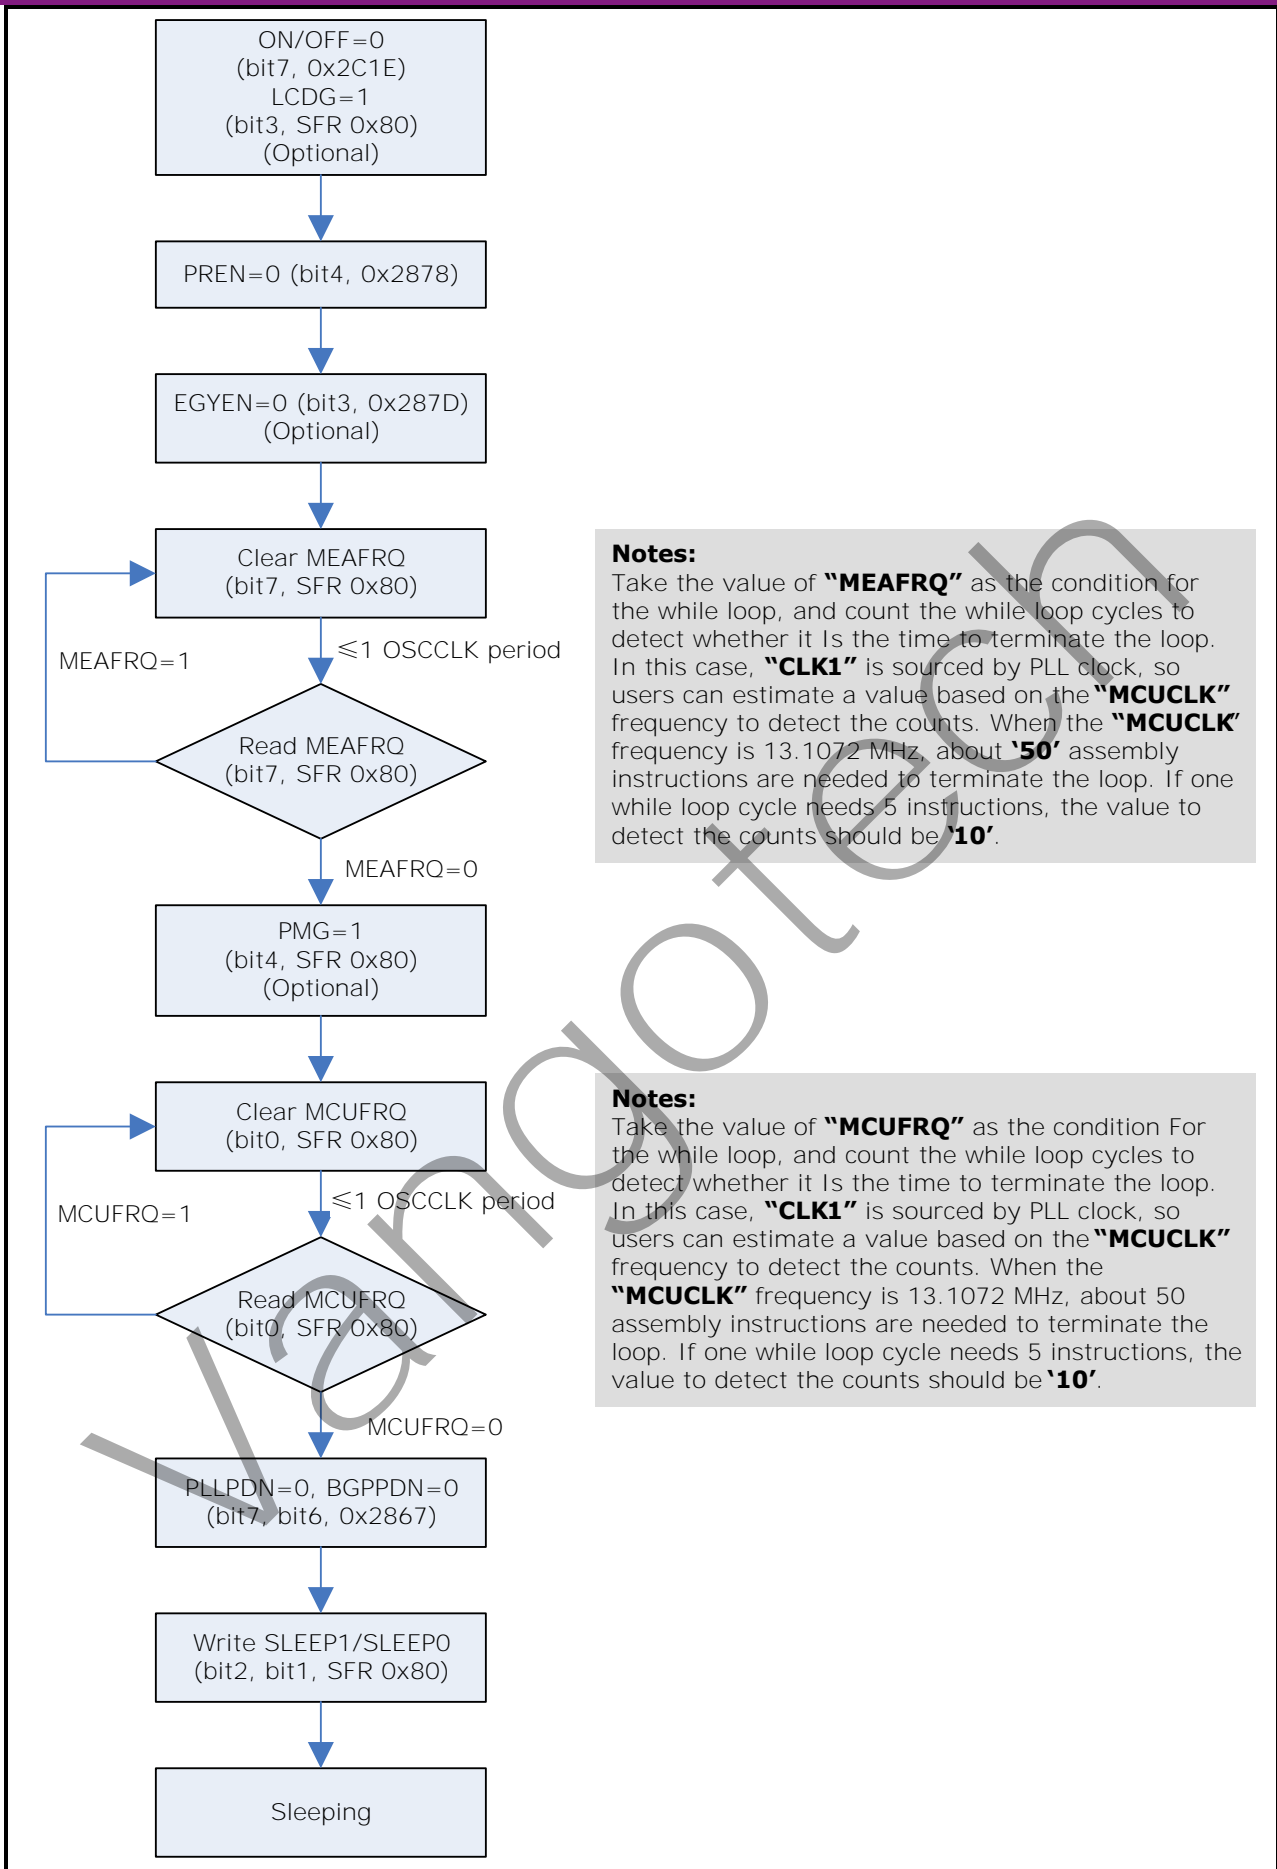 ON/OFF=0
(bit7, 0x2C1E)
LCDG=1
(bit3, SFR 0x80)
(Optional)
PREN=0 (bit4, 0x2878)
EGYEN=0 (bit3, 0x287D)
(Optional)
Clear MEAFRQ
(bit7, SFR 0x80)
≤1 OSCCLK period
MEAFRQ=1
Read MEAFRQ
(bit7, SFR 0x80)
MEAFRQ=0
Notes:
Take the value of “MEAFRQ” as the condition for
the while loop, and count the while loop cycles to
detect whether it Is the time to terminate the loop.
In this case, “CLK1” is sourced by PLL clock, so
users can estimate a value based on the “MCUCLK”
frequency to detect the counts. When the “MCUCLK”
frequency is 13.1072 MHz, about ‘50’ assembly
instructions are needed to terminate the loop. If one
while loop cycle needs 5 instructions, the value to
detect the counts should be ‘10’.
PMG=1
(bit4, SFR 0x80)
(Optional)
Clear MCUFRQ
(bit0, SFR 0x80)
≤1 OSCCLK period
MCUFRQ=1
Read MCUFRQ
(bit0, SFR 0x80)
MCUFRQ=0
Notes:
Take the value of “MCUFRQ” as the condition For
the while loop, and count the while loop cycles to
detect whether it Is the time to terminate the loop.
In this case, “CLK1” is sourced by PLL clock, so
users can estimate a value based on the “MCUCLK”
frequency to detect the counts. When the
“MCUCLK” frequency is 13.1072 MHz, about 50
assembly instructions are needed to terminate the
loop. If one while loop cycle needs 5 instructions, the
value to detect the counts should be ‘10’.
PLLPDN=0, BGPPDN=0
(bit7, bit6, 0x2867)
Write SLEEP1/SLEEP0
(bit2, bit1, SFR 0x80)
Sleeping
Vangotech